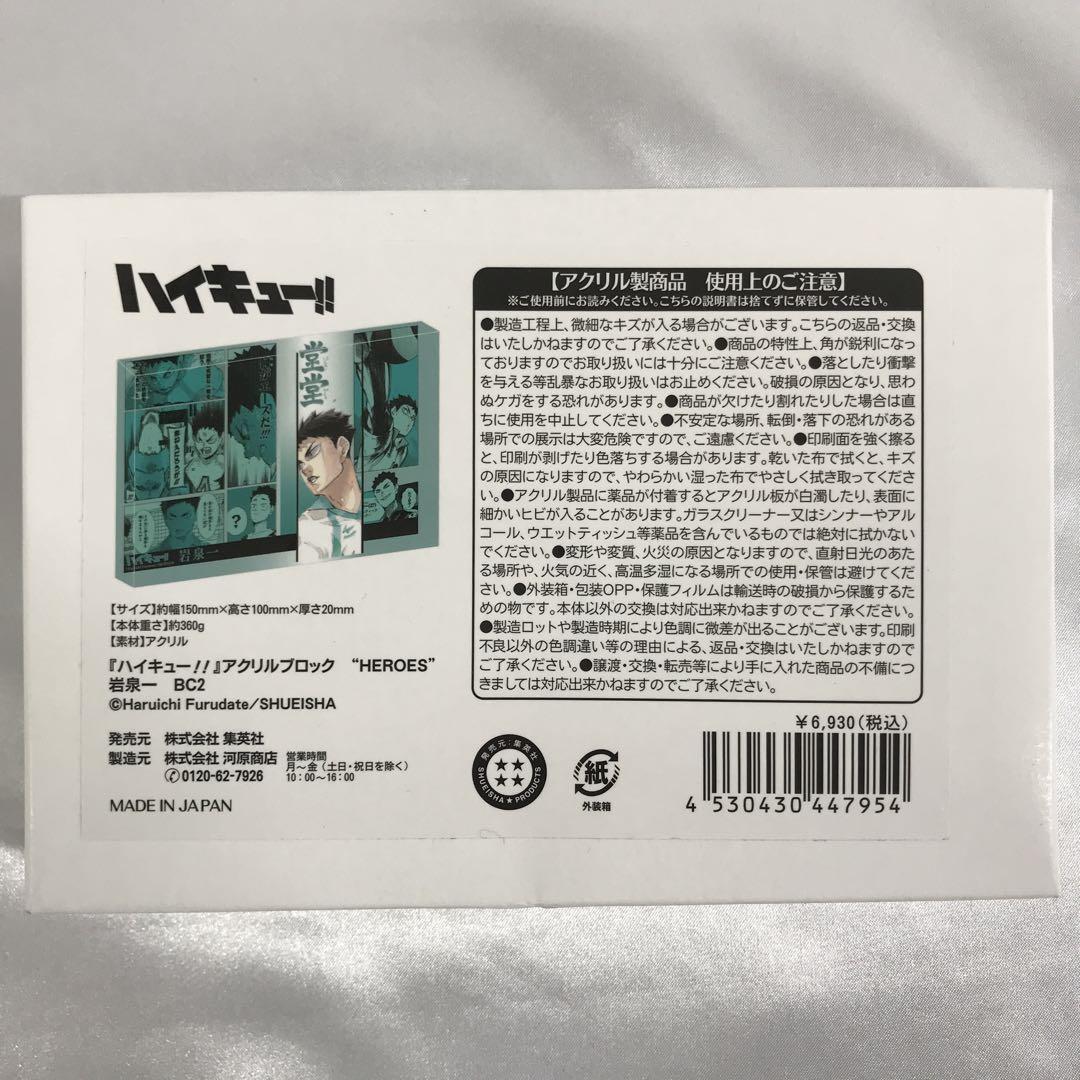 ハイキュー!!
堂堂
?
ハイキュー!!
岩泉一
【サイズ】約幅150mm×高さ100mm×厚さ20mm
【本体重さ】約360g
【素材】アクリル
『ハイキュー!!』アクリルブロック “HEROES”
岩泉一 BC2
©Haruichi Furudate/SHUEISHA
発売元 株式会社 集英社
製造元 株式会社 河原商店
0120-62-7926
営業時間
月〜金(土日・祝日を除く)
10:00〜16:00
MADE IN JAPAN
【アクリル製商品 使用上のご注意】
※ご使用前にお読みください。こちらの説明書は捨てずに保管してください。
●製造工程上、微細なキズが入る場合がございます。こちらの返品・交換
はいたしかねますのでご了承ください。●商品の特性上、角が鋭利になっ
ておりますのでお取り扱いには十分にご注意ください。●落としたり衝撃
を与える等乱暴なお取り扱いはお止めください。破損の原因となり、思わ
ぬケガをする恐れがあります。●商品が欠けたり割れたりした場合は直
ちに使用を中止してください。●不安定な場所、転倒・落下の恐れがある
場所での展示は大変危険ですので、ご遠慮ください。●印刷面を強く擦る
と、印刷が剥げたり色落ちする場合があります。乾いた布で拭くと、キズ
の原因になりますので、やわらかい湿った布でやさしく拭き取ってくださ
い。●アクリル製品に薬品が付着するとアクリル板が白濁したり、表面に
細かいヒビが入ることがあります。ガラスクリーナー又はシンナーやアル
コール、ウエットティッシュ等薬品を含んでいるものでは絶対に拭かない
でください。●変形や変質、火災の原因となりますので、直射日光のあた
る場所や、火気の近く、高温多湿になる場所での使用・保管は避けてくだ
さい。●外装箱・包装OPP・保護フィルムは輸送時の破損から保護するた
めの物です。本体以外の交換は対応出来かねますのでご了承ください。
●製造ロットや製造時期により色調に微差が出ることがございます。印刷
不良以外の色調違い等の理由による、返品・交換はいたしかねますので
ご了承ください。●譲渡・交換・転売等により手に入れた商品の不備につ
きましては対応出来かねますのでご了承ください。
発売元:集英社
SHUEISHA★PRODUCTS
紙
外装箱
￥6,930(税込)
4 530430 447954